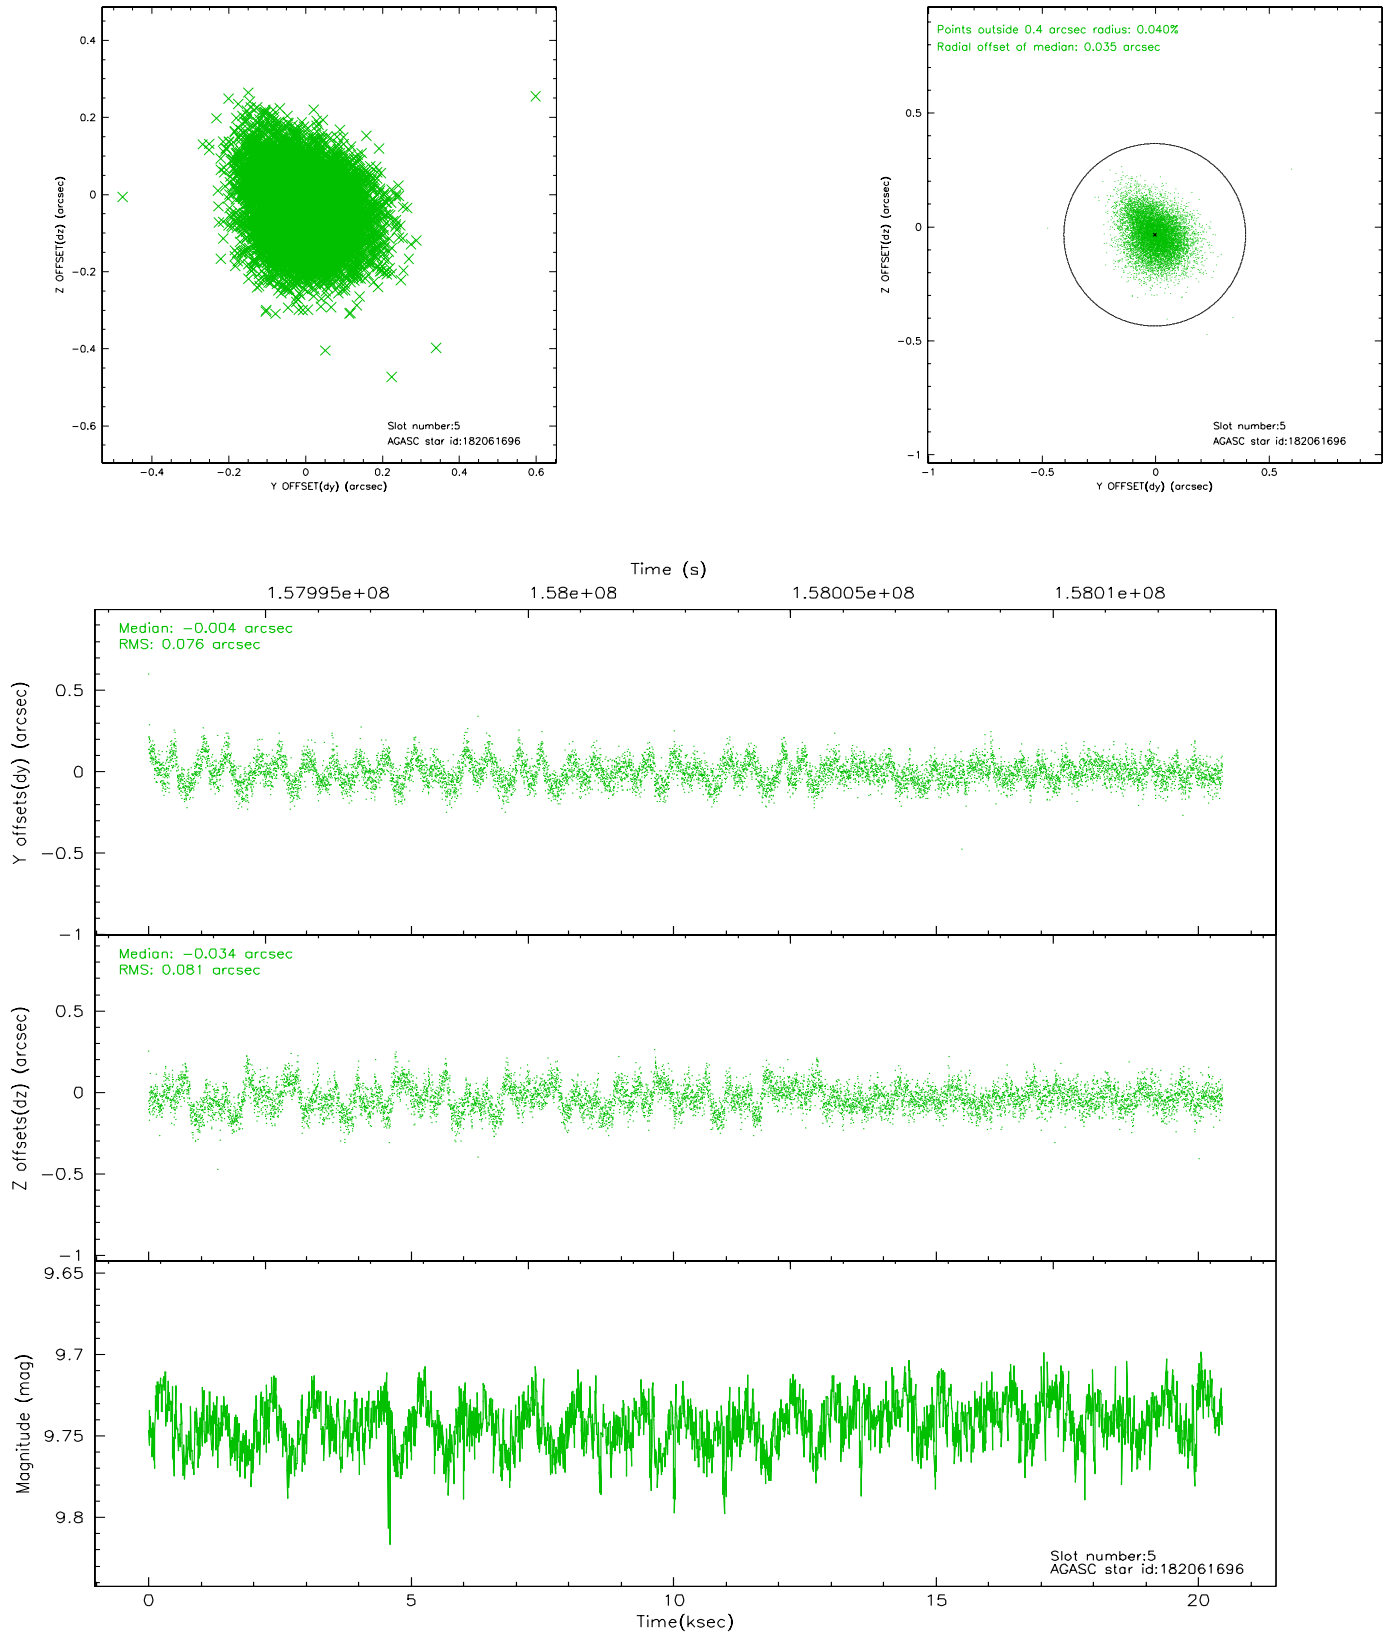 0.4
0.2
0
-0.2
-0.4
-0.6
Z OFFSET(dz) (arcsec)
Slot number:5
AGASC star id:182061696
-0.4 -0.2 0 0.2 0.4 0.6
Y OFFSET(dy) (arcsec)
Points outside 0.4 arcsec radius: 0.040%
Radial offset of median: 0.035 arcsec
0.5
0
-0.5
-1
Z OFFSET(dz) (arcsec)
Slot number:5
AGASC star id:182061696
-1 -0.5 0 0.5
Y OFFSET(dy) (arcsec)
Time (s)
1.57995e+08 1.58e+08 1.58005e+08 1.5801e+08
Median: -0.004 arcsec
RMS: 0.076 arcsec
0.5
0
-0.5
-1
Y offsets(dy) (arcsec)
Median: -0.034 arcsec
RMS: 0.081 arcsec
0.5
0
-0.5
-1
Z offsets(dz) (arcsec)
9.65
9.7
9.75
9.8
Magnitude (mag)
Slot number:5
AGASC star id:182061696
0 5 10 15 20
Time(ksec)